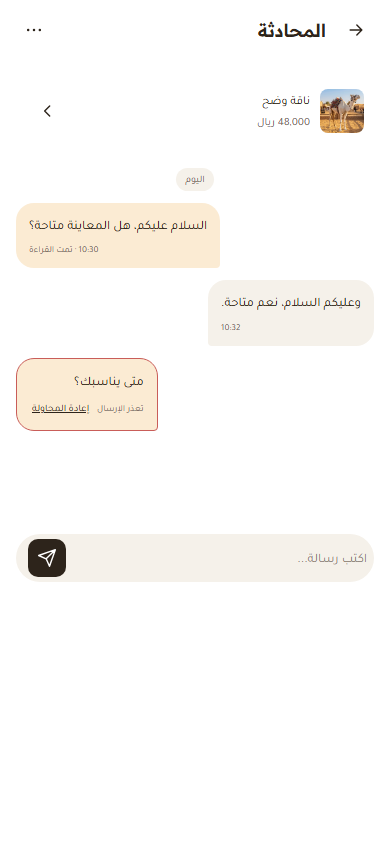 المحادثة
ناقة وضح
48,000 ريال
اليوم
السلام عليكم، هل المعاينة متاحة؟
10:30 · تمت القراءة
وعليكم السلام، نعم متاحة.
10:32
متى يناسبك؟
تعذر الإرسال إعادة المحاولة
اكتب رسالة...